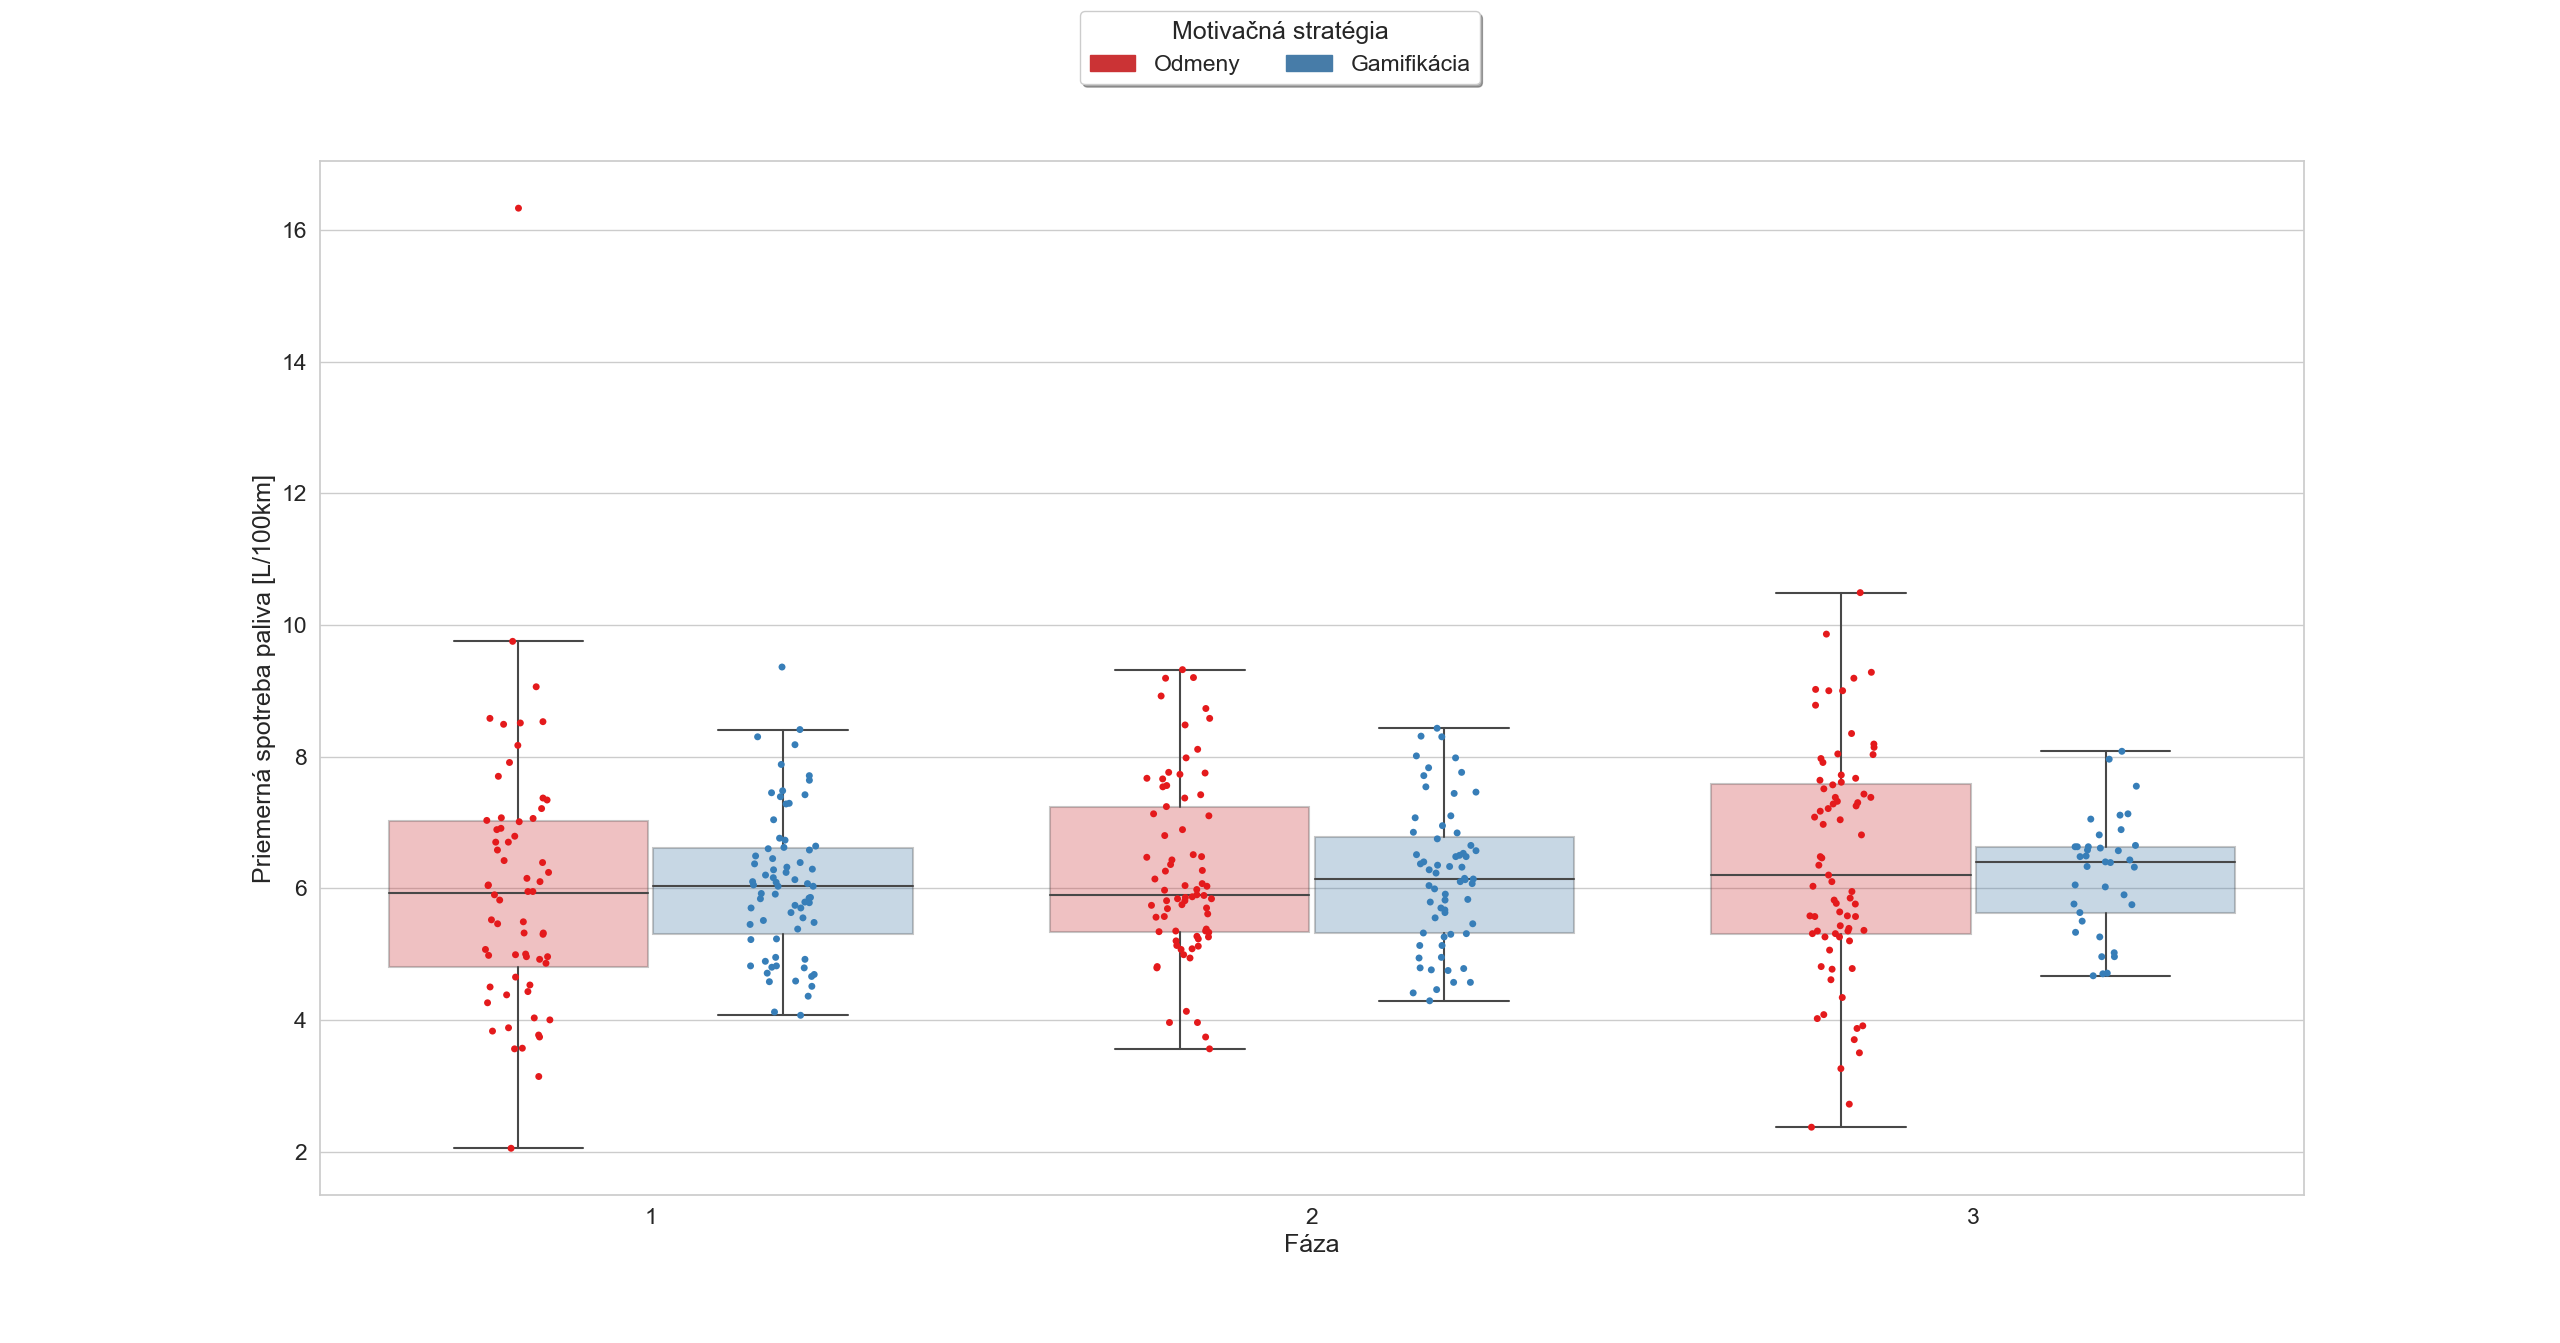 Motivačná stratégia
Odmeny Gamifikácia
Priemerná spotreba paliva [L/100km]
16
14
12
10
8
6
4
2
1 2 3
Fáza